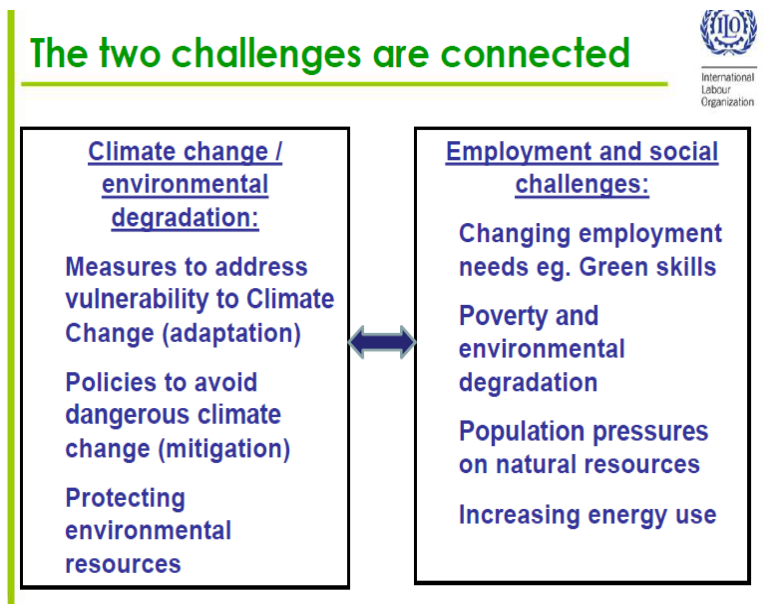 The two challenges are connected
ILO
International
Labour
Organization
Climate change /
environmental
degradation:
Measures to address
vulnerability to Climate
Change (adaptation)
Policies to avoid
dangerous climate
change (mitigation)
Protecting
environmental
resources
Employment and social
challenges:
Changing employment
needs eg. Green skills
Poverty and
environmental
degradation
Population pressures
on natural resources
Increasing energy use